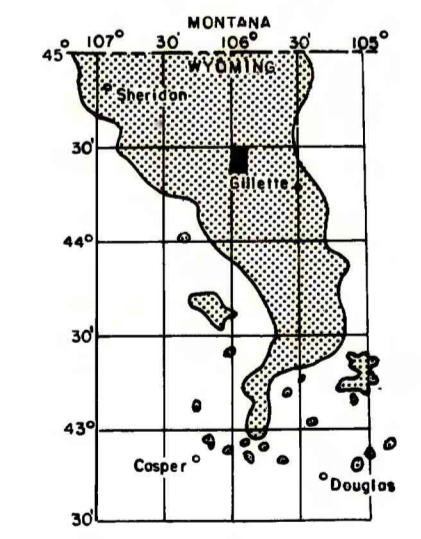 MONTANA
45° 107° 30' 106° 30' 105°
WYOMING
Sheridan
30'
Gillette
44°
30'
43°
Casper
Douglas
30'